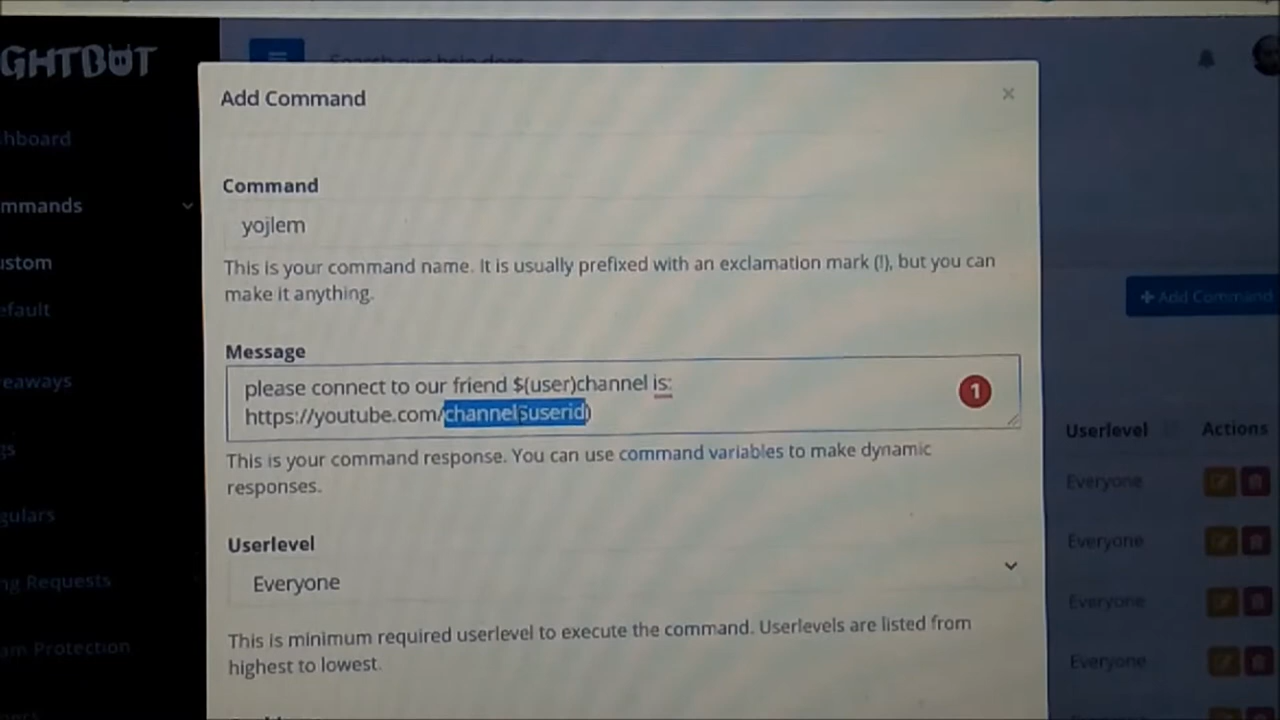 GHTBOT
Add Command
×
hboard
Command
mmands
yojlem
This is your command name. It is usually prefixed with an exclamation mark (!), but you can
make it anything.
ustom
efault
+ Add Command
Message
please connect to our friend $(user)channel is:
https://youtube.com/channel$userid)
1
eaways
Userlevel
Actions
This is your command response. You can use command variables to make dynamic
responses.
gs
Everyone
gulars
Userlevel
Everyone
Everyone
ng Requests
Everyone
This is minimum required userlevel to execute the command. Userlevels are listed from
highest to lowest.
am Protection
Everyone